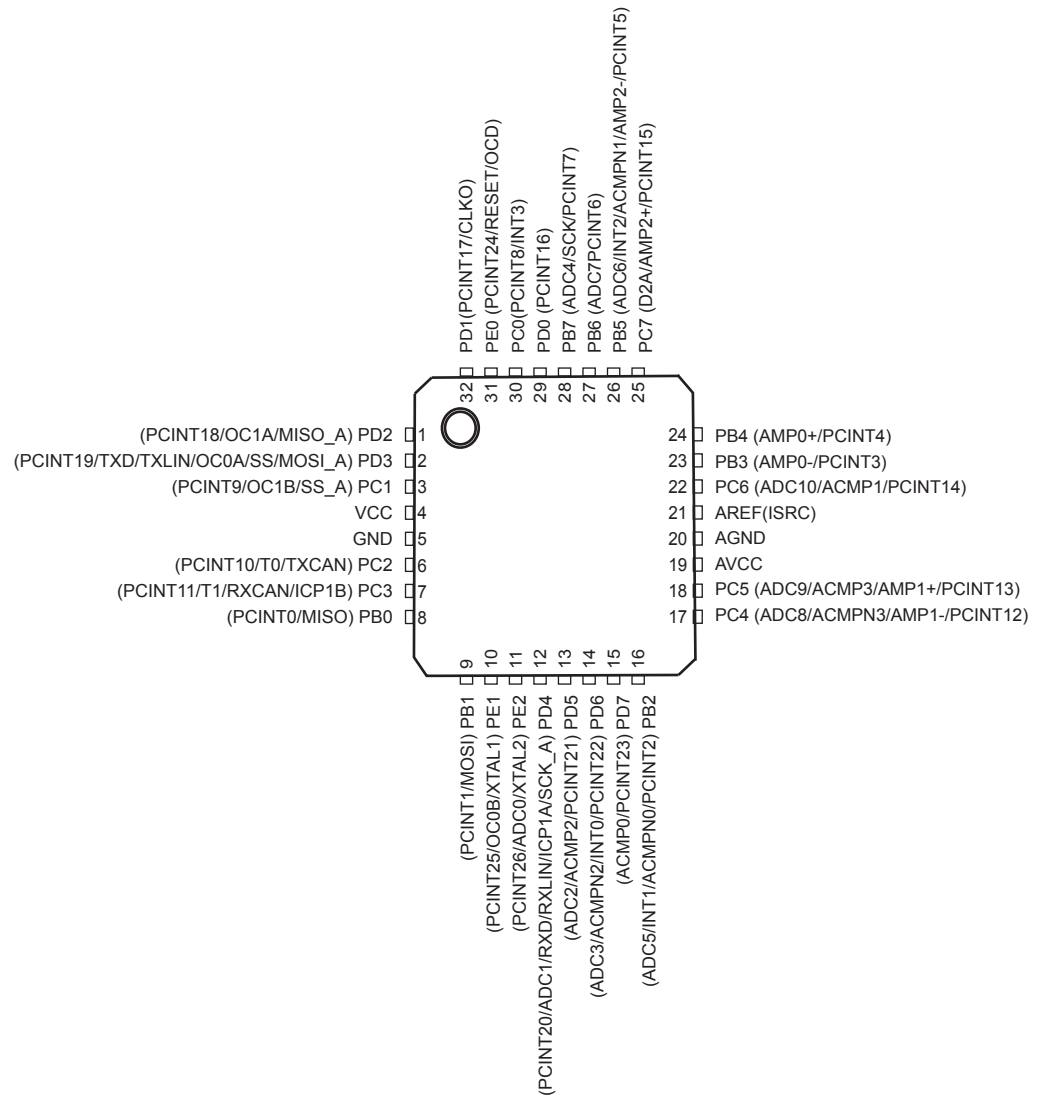 PD1(PCINT17/CLKO)
PE0 (PCINT24/RESET/OCD)
PC0(PCINT8/INT3)
PD0 (PCINT16)
PB7 (ADC4/SCK/PCINT7)
PB6 (ADC7PCINT6)
PB5 (ADC6/INT2/ACMPN1/AMP2-/PCINT5)
PC7 (D2A/AMP2+/PCINT15)
32
31
30
29
28
27
26
25
(PCINT18/OC1A/MISO_A) PD2 1
(PCINT19/TXD/TXLIN/OC0A/SS/MOSI_A) PD3 2
(PCINT9/OC1B/SS_A) PC1 3
VCC 4
GND 5
(PCINT10/T0/TXCAN) PC2 6
(PCINT11/T1/RXCAN/ICP1B) PC3 7
(PCINT0/MISO) PB0 8
24 PB4 (AMP0+/PCINT4)
23 PB3 (AMP0-/PCINT3)
22 PC6 (ADC10/ACMP1/PCINT14)
21 AREF(ISRC)
20 AGND
19 AVCC
18 PC5 (ADC9/ACMP3/AMP1+/PCINT13)
17 PC4 (ADC8/ACMPN3/AMP1-/PCINT12)
9
10
11
12
13
14
15
16
(PCINT1/MOSI) PB1
(PCINT25/OC0B/XTAL1) PE1
(PCINT26/ADC0/XTAL2) PE2
(PCINT20/ADC1/RXD/RXLIN/ICP1A/SCK_A) PD4
(ADC2/ACMP2/PCINT21) PD5
(ADC3/ACMPN2/INT0/PCINT22) PD6
(ACMP0/PCINT23) PD7
(ADC5/INT1/ACMPN0/PCINT2) PB2